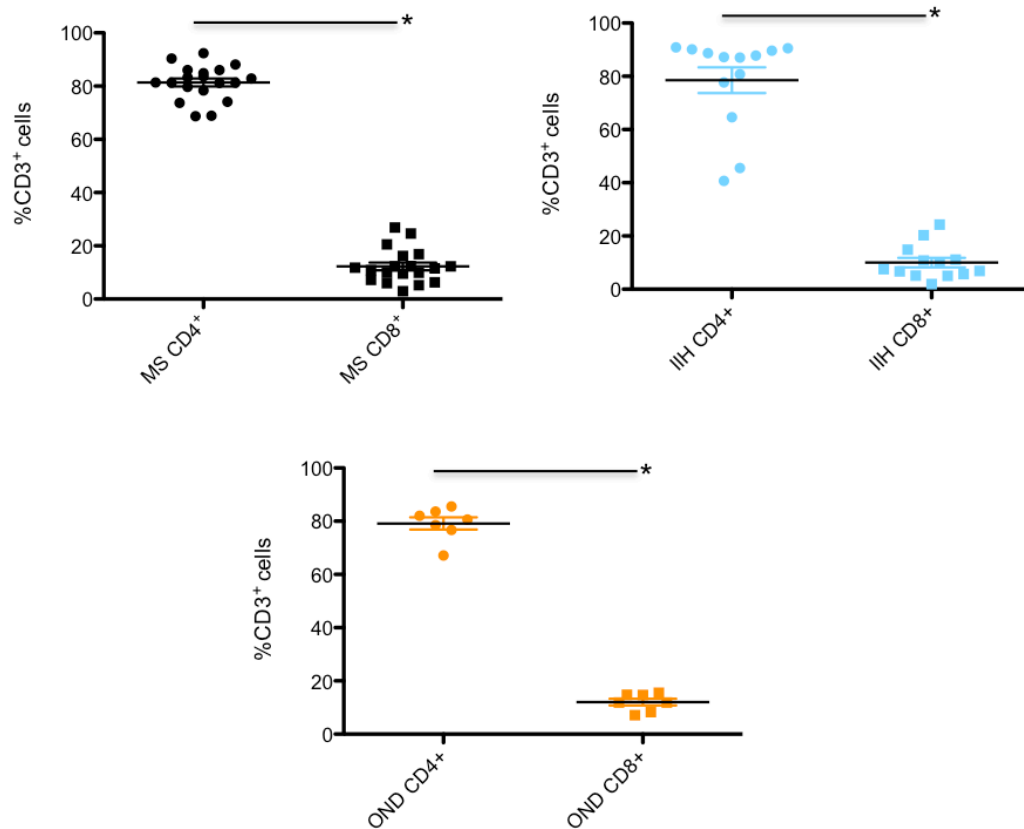 *
100
80
60
40
20
0
%CD3⁺ cells
MS CD4⁺
MS CD8⁺
*
100
80
60
40
20
0
%CD3⁺ cells
IIH CD4+
IIH CD8+
*
100
80
60
40
20
0
%CD3⁺ cells
OND CD4+
OND CD8+